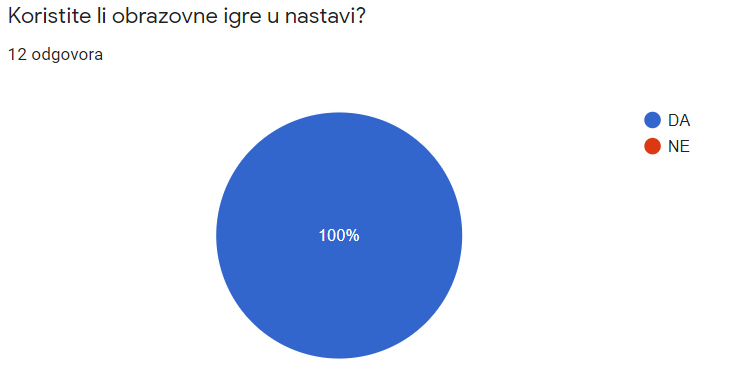 Koristite li obrazovne igre u nastavi?
12 odgovora
DA
NE
100%